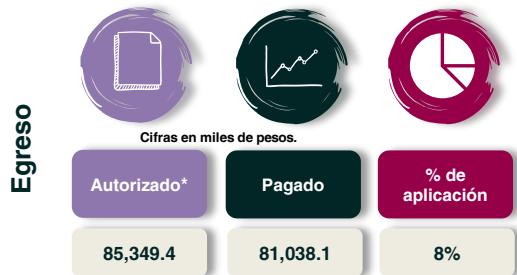 Egreso
Cifras en miles de pesos.
Autorizado*
Pagado
% de
aplicación
85,349.4
81,038.1
8%